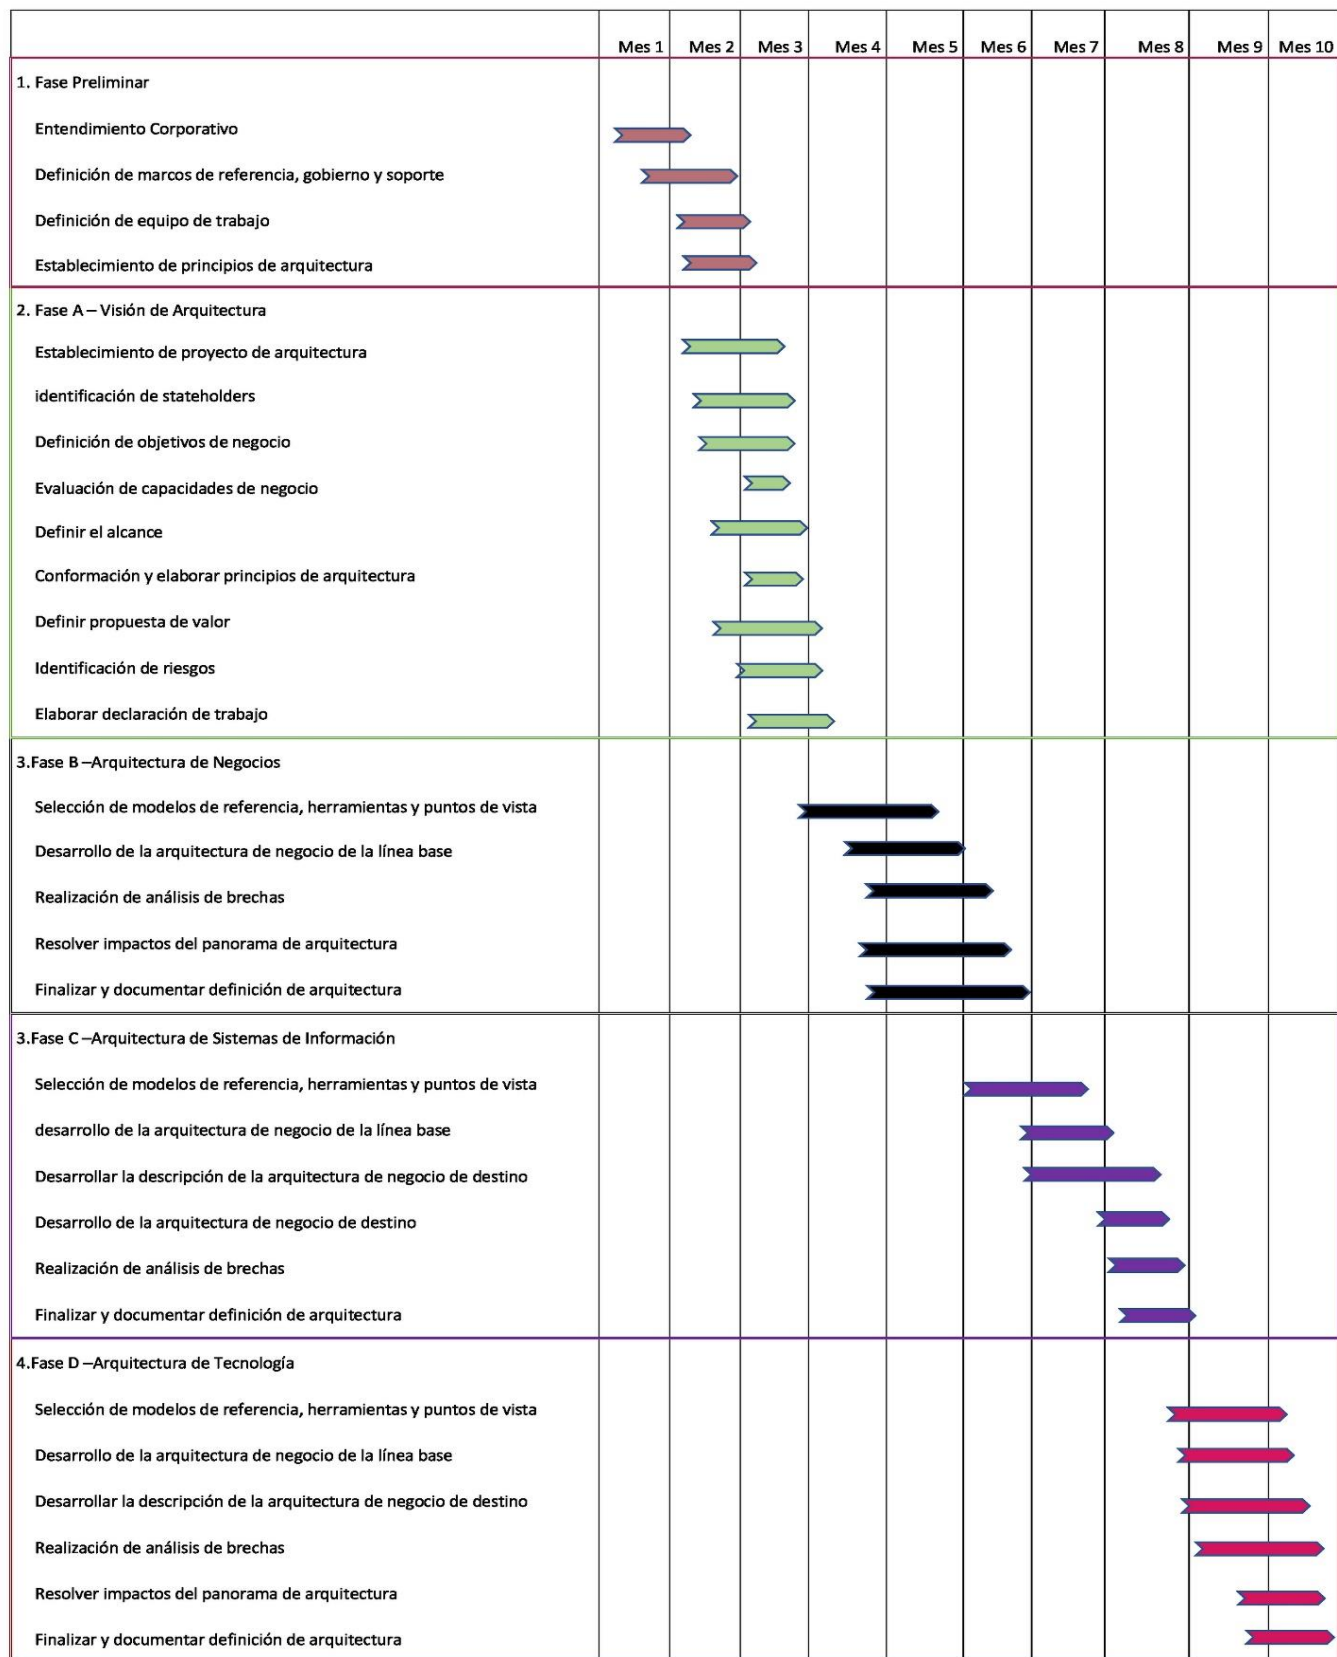 Mes 1 Mes 2 Mes 3 Mes 4 Mes 5 Mes 6 Mes 7 Mes 8 Mes 9 Mes 10
1. Fase Preliminar
Entendimiento Corporativo
Definición de marcos de referencia, gobierno y soporte
Definición de equipo de trabajo
Establecimiento de principios de arquitectura
2. Fase A – Visión de Arquitectura
Establecimiento de proyecto de arquitectura
identificación de stateholders
Definición de objetivos de negocio
Evaluación de capacidades de negocio
Definir el alcance
Conformación y elaborar principios de arquitectura
Definir propuesta de valor
Identificación de riesgos
Elaborar declaración de trabajo
3.Fase B –Arquitectura de Negocios
Selección de modelos de referencia, herramientas y puntos de vista
Desarrollo de la arquitectura de negocio de la línea base
Realización de análisis de brechas
Resolver impactos del panorama de arquitectura
Finalizar y documentar definición de arquitectura
3.Fase C –Arquitectura de Sistemas de Información
Selección de modelos de referencia, herramientas y puntos de vista
desarrollo de la arquitectura de negocio de la línea base
Desarrollar la descripción de la arquitectura de negocio de destino
Desarrollo de la arquitectura de negocio de destino
Realización de análisis de brechas
Finalizar y documentar definición de arquitectura
4.Fase D –Arquitectura de Tecnología
Selección de modelos de referencia, herramientas y puntos de vista
Desarrollo de la arquitectura de negocio de la línea base
Desarrollar la descripción de la arquitectura de negocio de destino
Realización de análisis de brechas
Resolver impactos del panorama de arquitectura
Finalizar y documentar definición de arquitectura